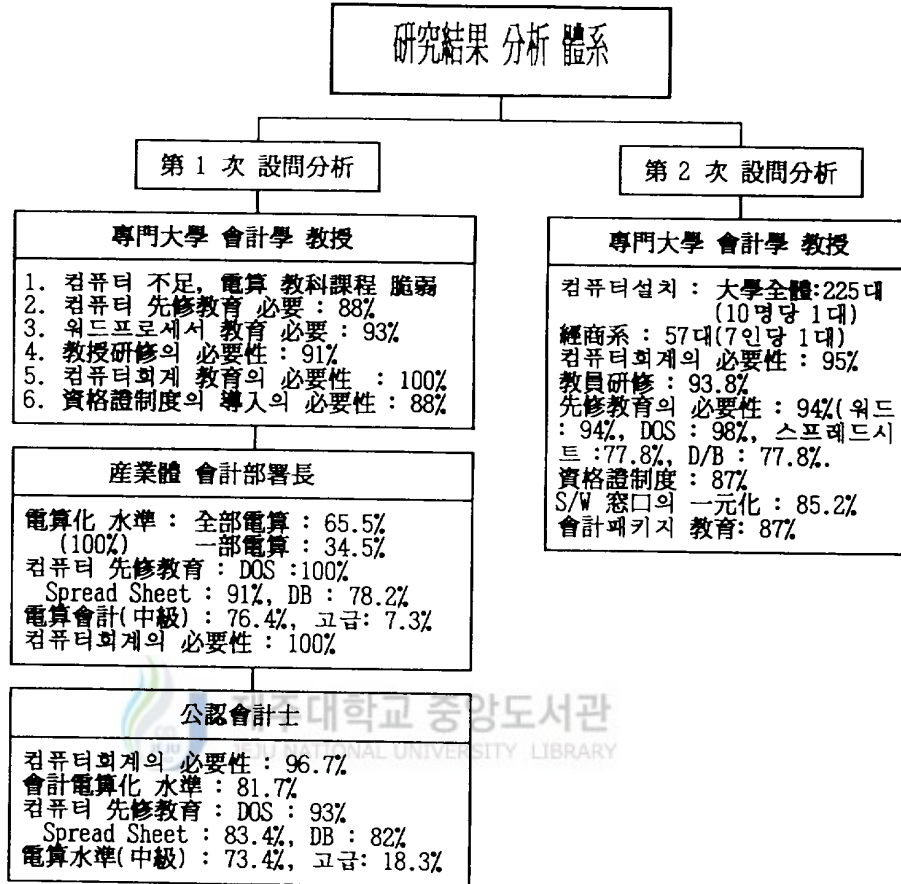 研究結果 分析 體系
第 1 次 設問分析
專門大學 會計學 教授
1. 컴퓨터 不足, 電算 教科課程 脆弱
2. 컴퓨터 先修教育 必要 : 88%
3. 워드프로세서 教育 必要 : 93%
4. 教授研修의 必要性 : 91%
5. 컴퓨터회계 教育의 必要性 : 100%
6. 資格證制度의 導入의 必要性 : 88%
産業體 會計部署長
電算化 水準 : 全部電算 : 65.5%
(100%) 一部電算 : 34.5%
컴퓨터 先修教育 : DOS :100%
Spread Sheet : 91%, DB : 78.2%
電算會計(中級) : 76.4%, 고급: 7.3%
컴퓨터회계의 必要性 : 100%
公認會計士
컴퓨터회계의 必要性 : 96.7%
會計電算化 水準 : 81.7%
컴퓨터 先修教育 : DOS : 93%
Spread Sheet : 83.4%, DB : 82%
電算水準(中級) : 73.4%, 고급: 18.3%
第 2 次 設問分析
專門大學 會計學 教授
컴퓨터설치 : 大學全體:225대
(10명당 1대)
經商系 : 57대(7인당 1대)
컴퓨터회계의 必要性 : 95%
教員研修 : 93.8%
先修教育의 必要性 : 94%(워드
: 94%, DOS : 98%, 스프레드시
트 :77.8%, D/B : 77.8%.
資格證制度 : 87%
S/W 窓口의 一元化 : 85.2%
會計패키지 教育: 87%
제주대학교 중앙도서관
JEJU NATIONAL UNIVERSITY LIBRARY